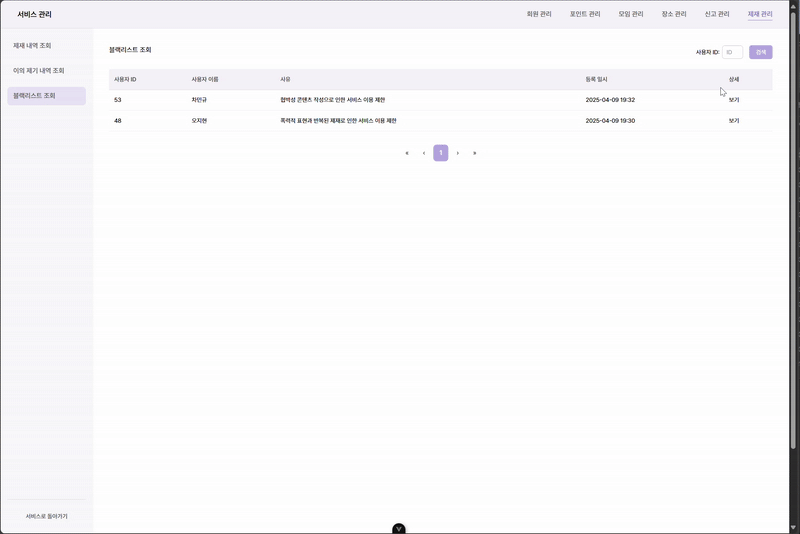 서비스 관리
회원 관리 포인트 관리 모임 관리 장소 관리 신고 관리 제재 관리
제재 내역 조회
이의 제기 내역 조회
블랙리스트 조회
서비스로 돌아가기
블랙리스트 조회
사용자 ID: ID 검색
사용자 ID 사용자 이름 사유 등록 일시 상세
53 차민규 협박성 콘텐츠 작성으로 인한 서비스 이용 제한 2025-04-09 19:32 보기
48 오지현 폭력적 표현과 반복된 제재로 인한 서비스 이용 제한 2025-04-09 19:30 보기
« ‹ 1 › »